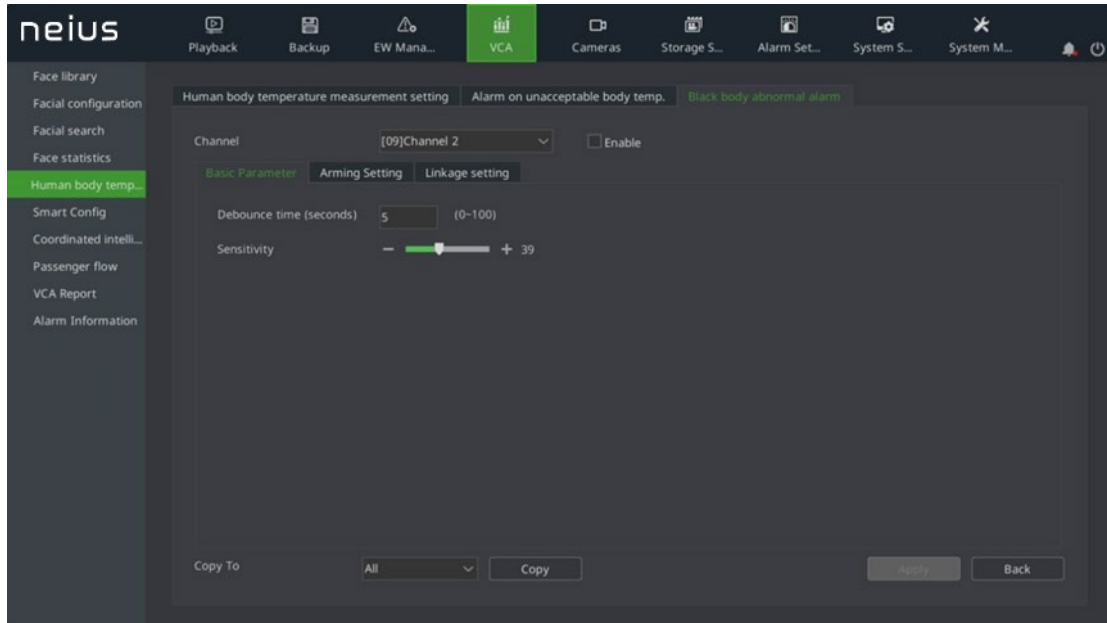 neius
Playback Backup EW Mana... VCA Cameras Storage S... Alarm Set... System S... System M...
Face library
Facial configuration
Facial search
Face statistics
Human body temp...
Smart Config
Coordinated intelli...
Passenger flow
VCA Report
Alarm Information
Human body temperature measurement setting Alarm on unacceptable body temp. Black body abnormal alarm
Channel [09]Channel 2 Enable
Basic Parameter Arming Setting Linkage setting
Debounce time (seconds) 5 (0~100)
Sensitivity − + 39
Copy To All Copy Apply Back